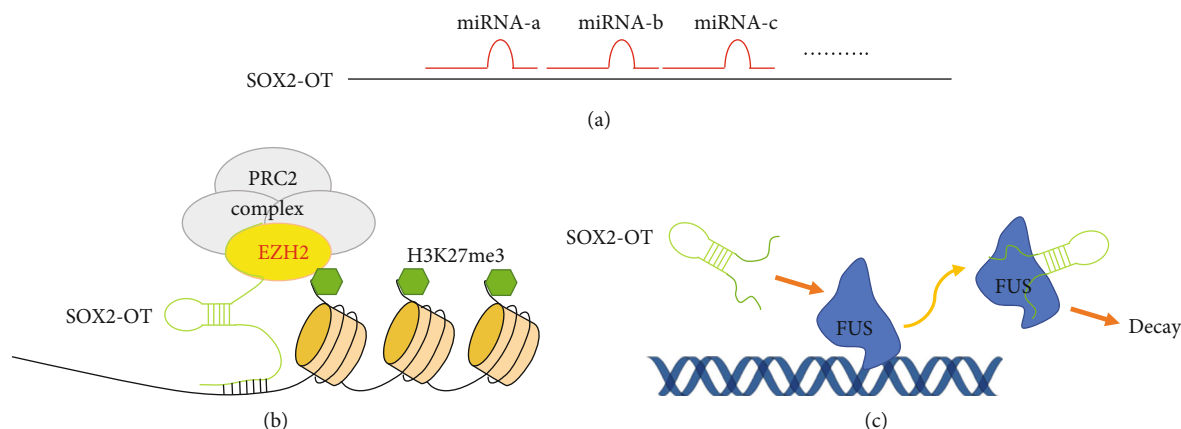 miRNA-a miRNA-b miRNA-c ..........
SOX2-OT
(a)
PRC2
complex
EZH2
H3K27me3
SOX2-OT
(b)
SOX2-OT
FUS
FUS
Decay
(c)